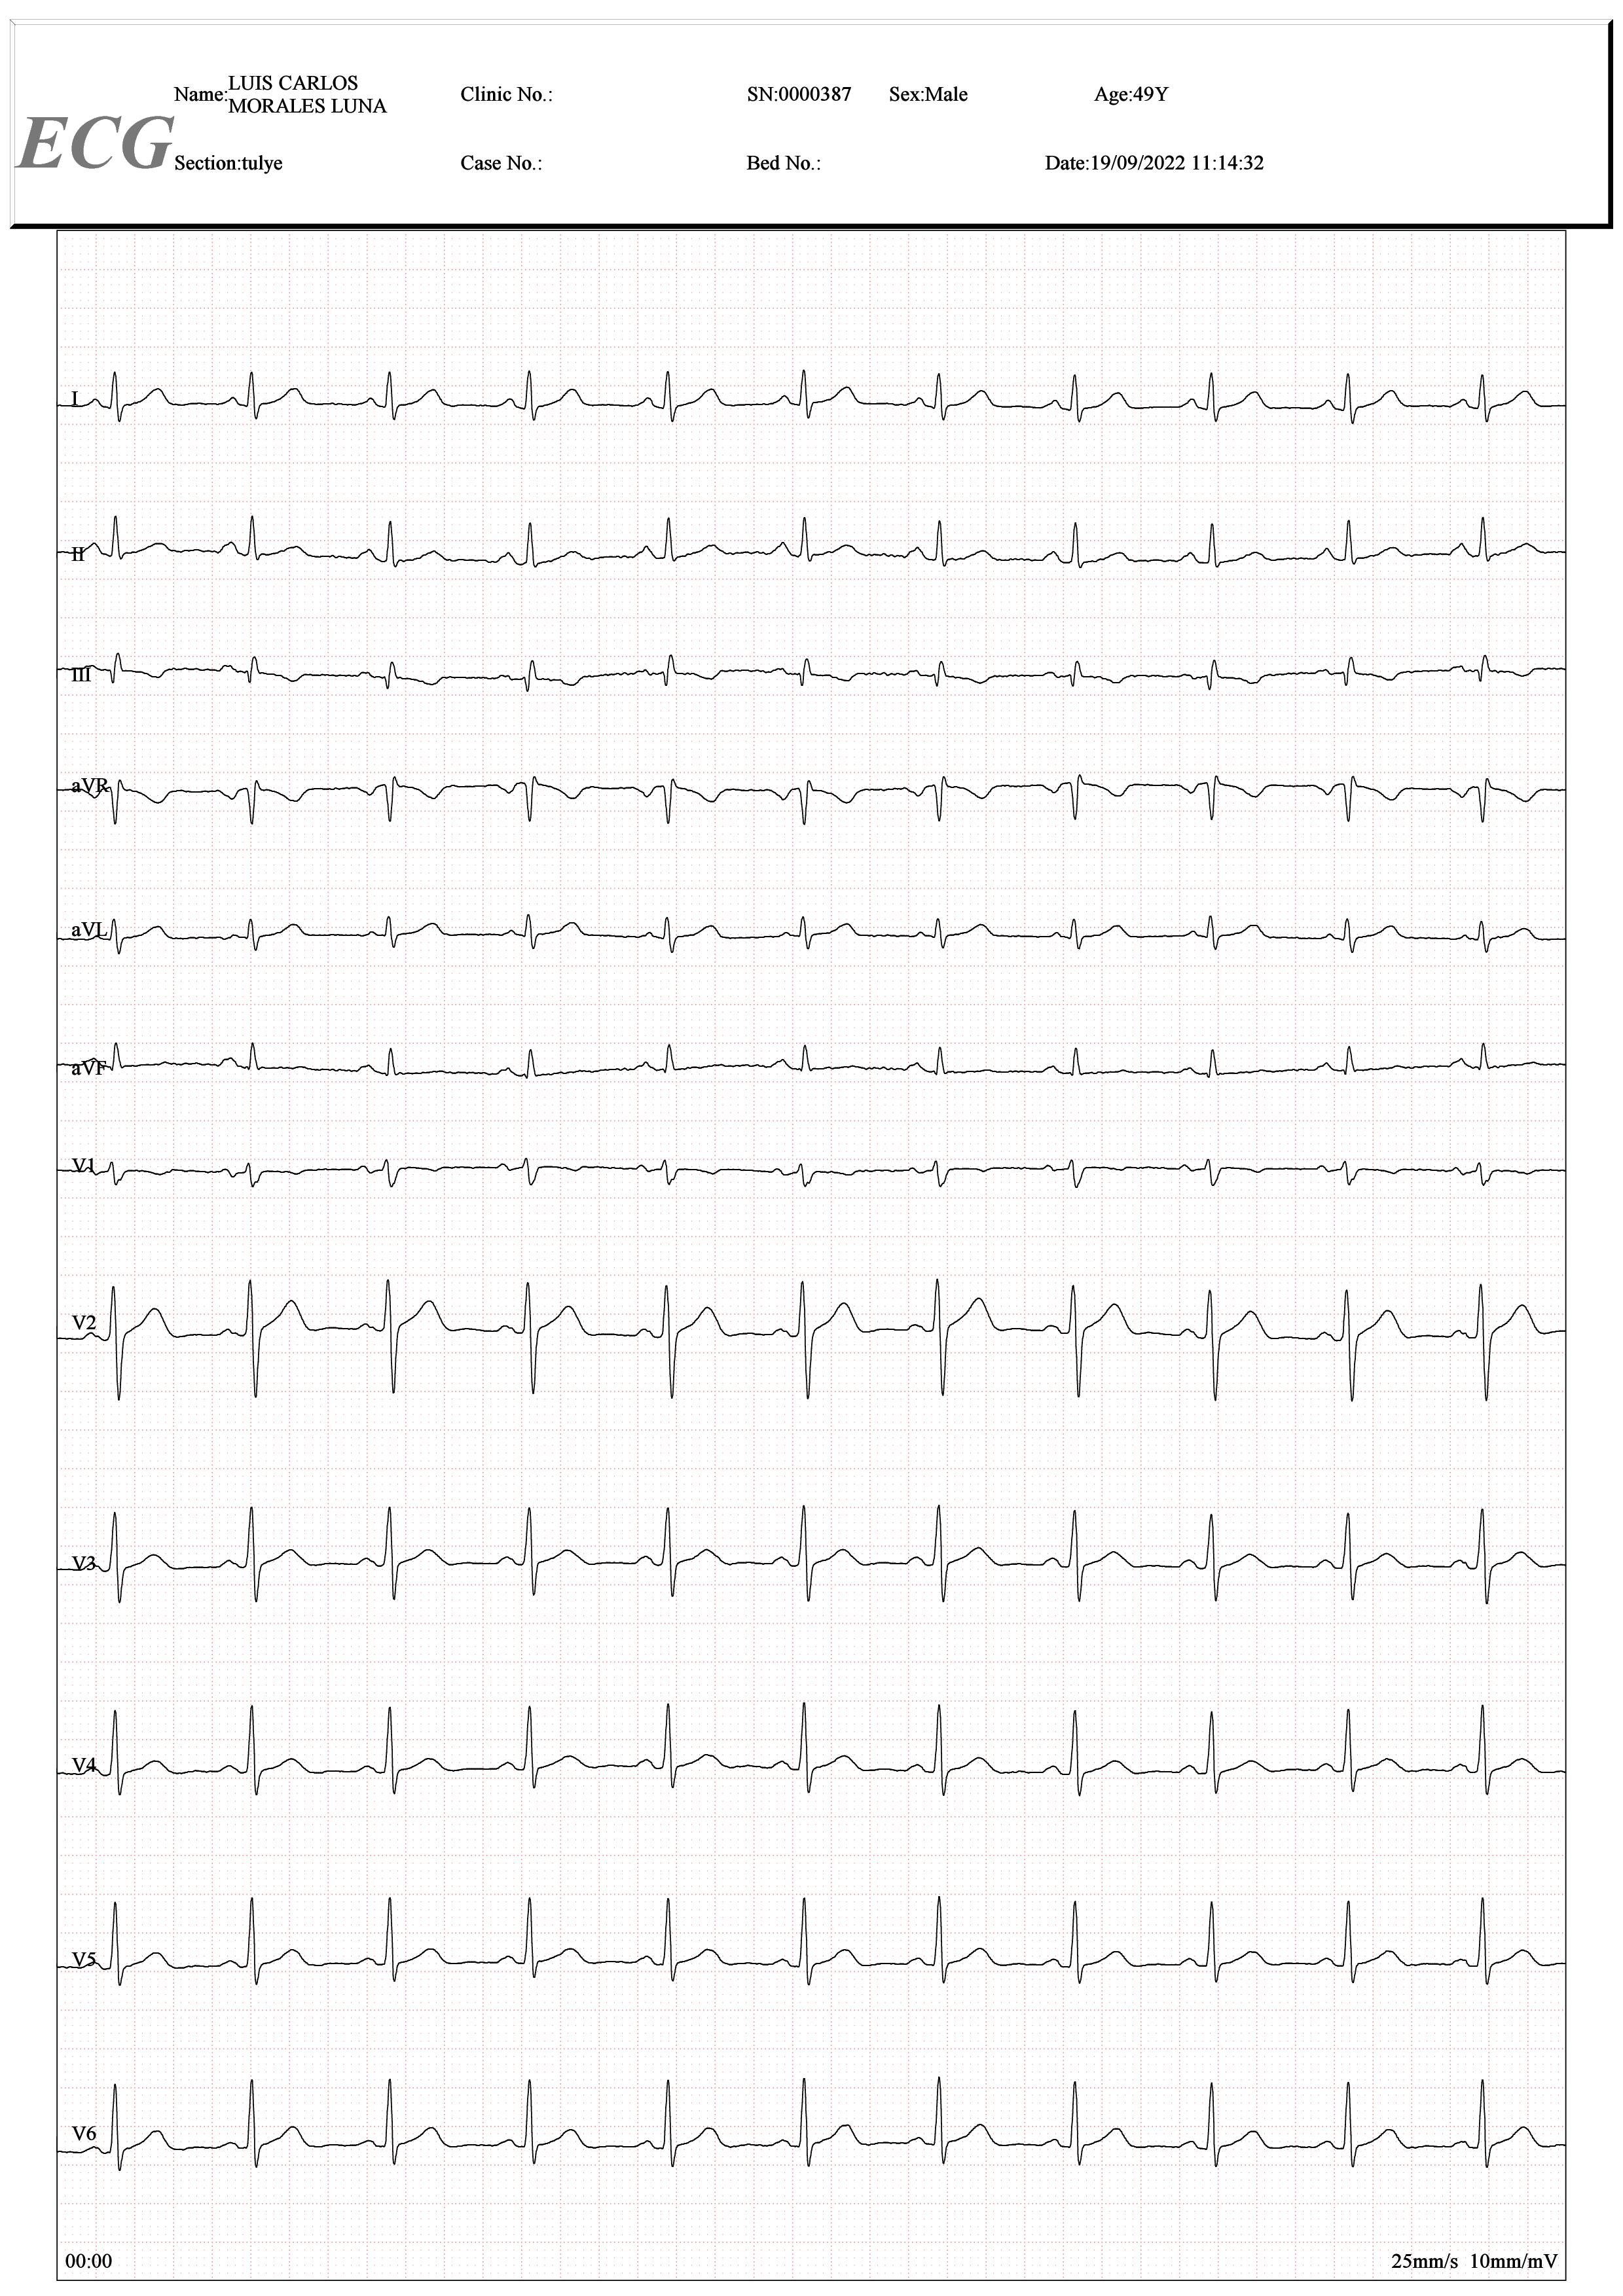 ECG
Name:LUIS CARLOS
MORALES LUNA
Clinic No.:
SN:0000387
Sex:Male
Age:49Y
Section:tulye
Case No.:
Bed No.:
Date:19/09/2022 11:14:32
I
II
III
aVR
aVL
aVF
V1
V2
V3
V4
V5
V6
00:00
25mm/s 10mm/mV